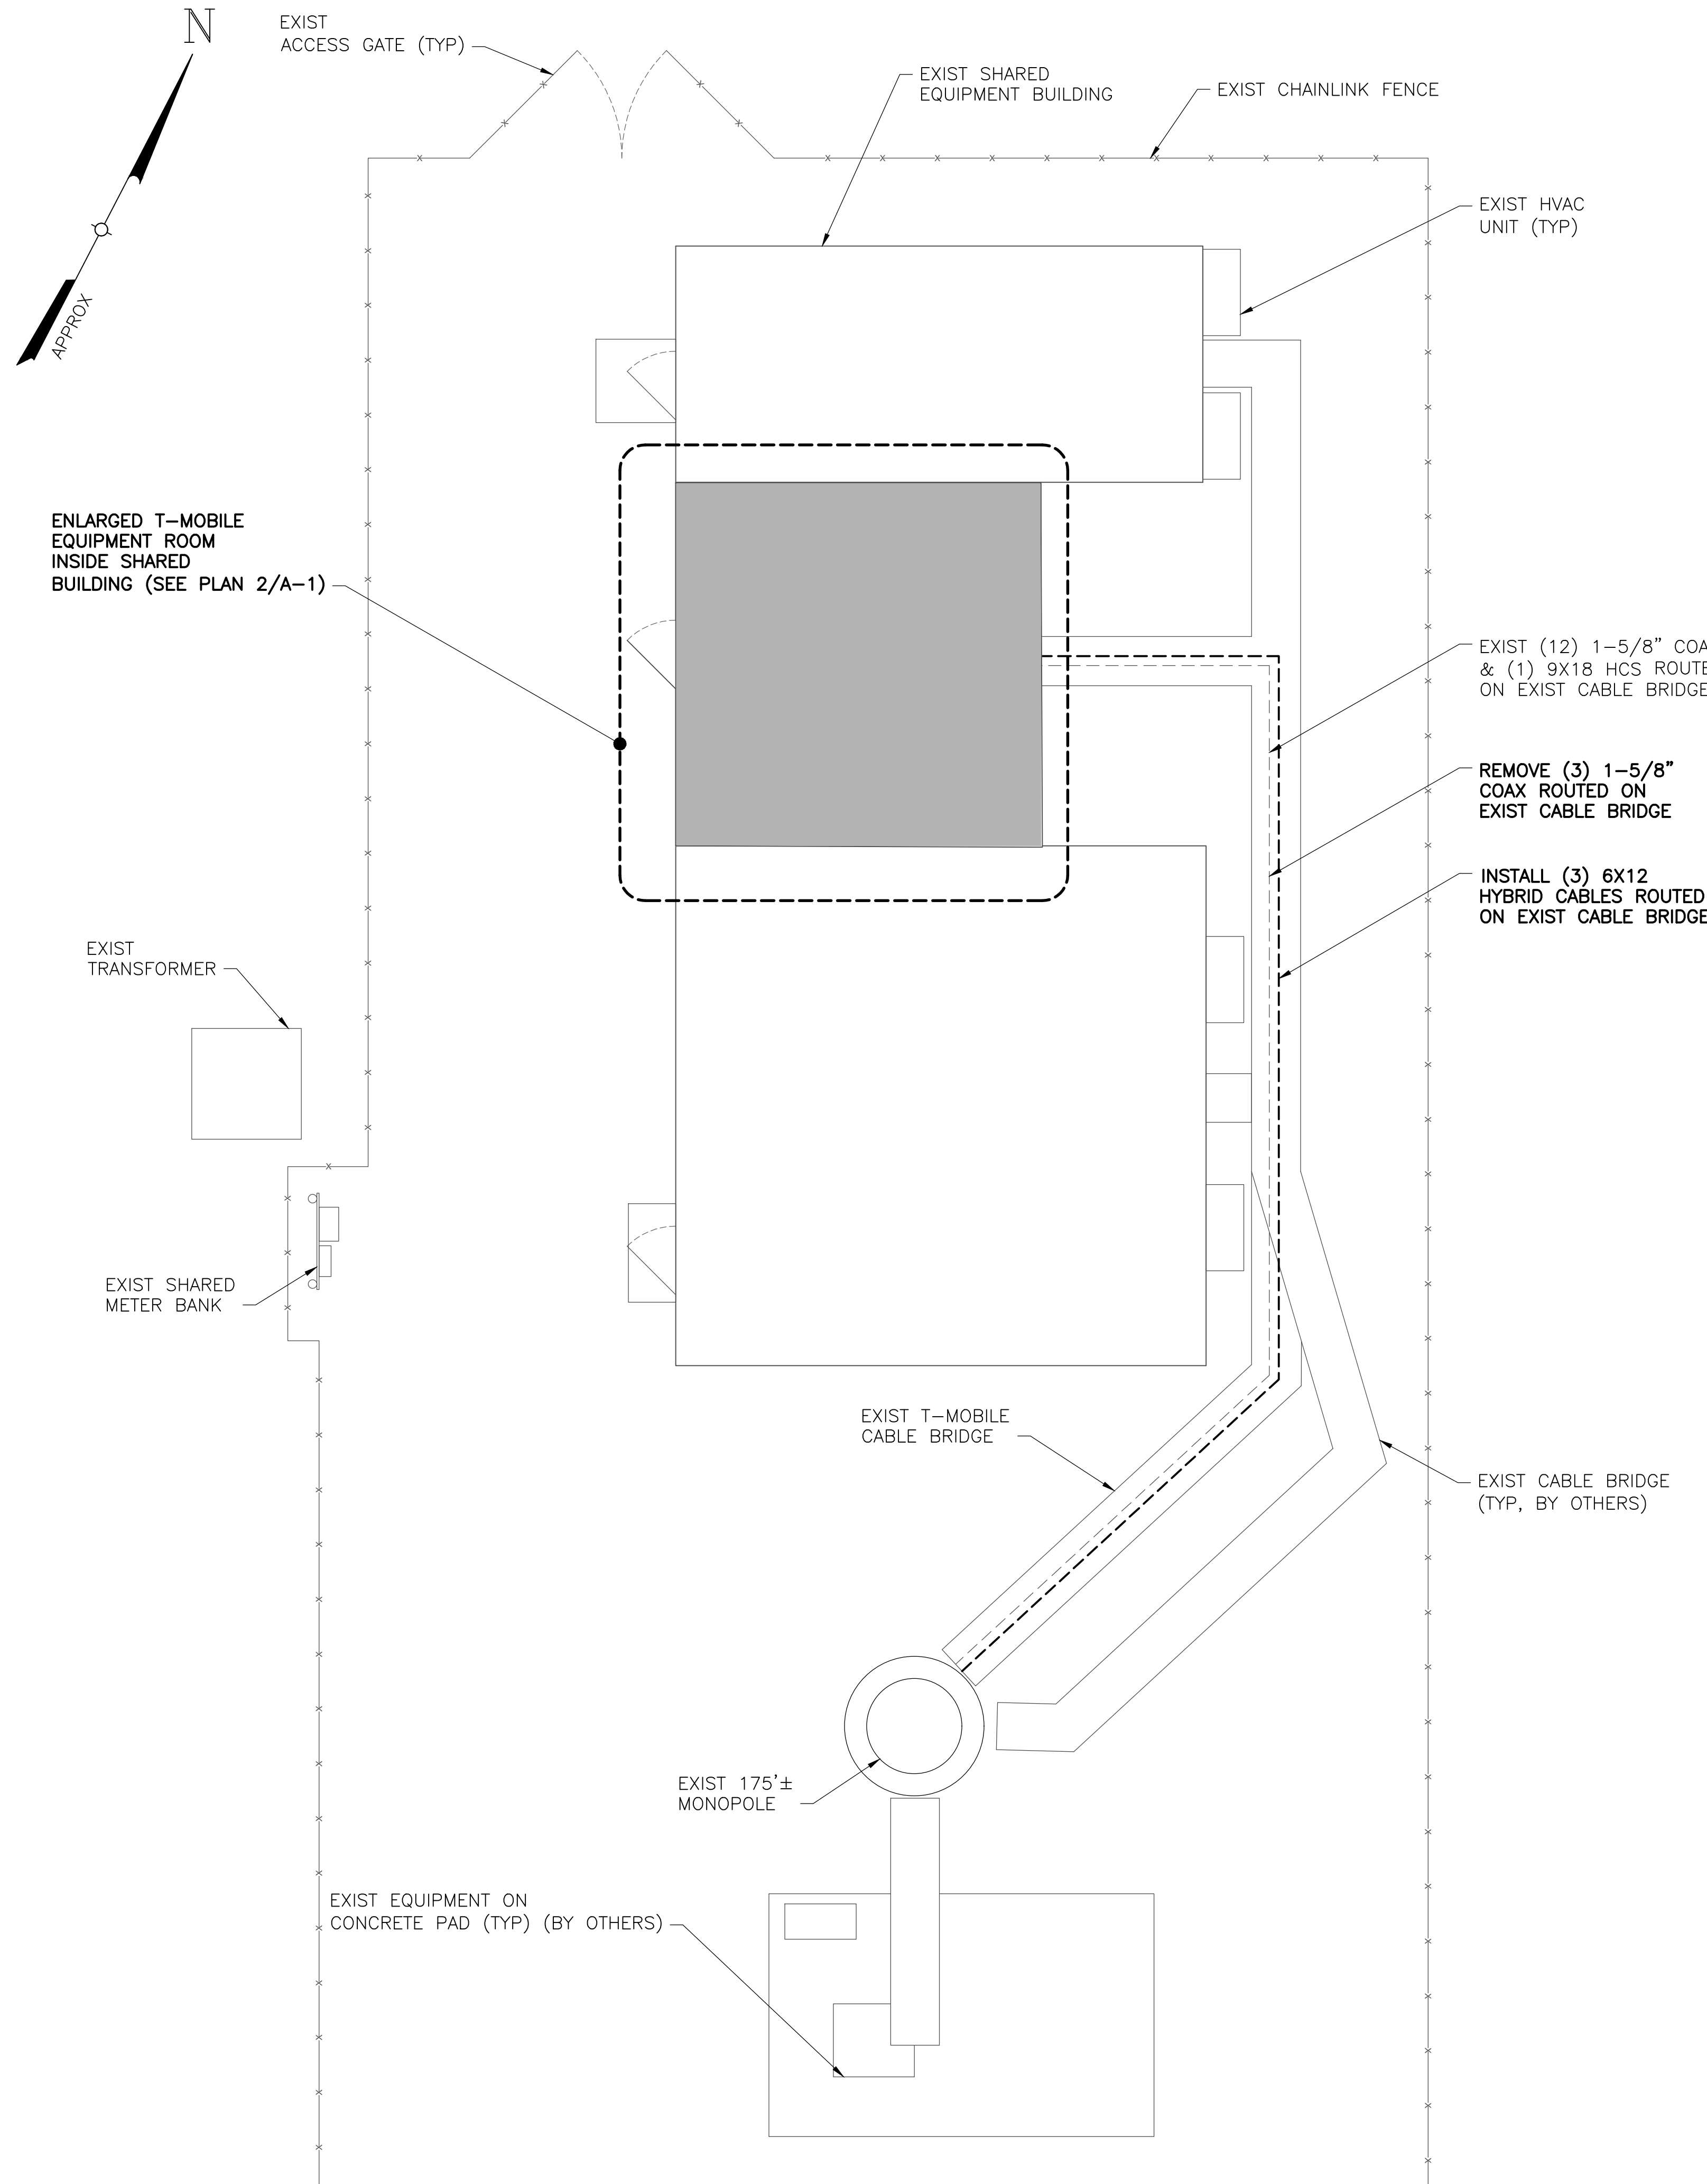 N
APPROX
EXIST
ACCESS GATE (TYP)
EXIST SHARED
EQUIPMENT BUILDING
EXIST CHAINLINK FENCE
EXIST HVAC
UNIT (TYP)
ENLARGED T-MOBILE
EQUIPMENT ROOM
INSIDE SHARED
BUILDING (SEE PLAN 2/A-1)
EXIST (12) 1-5/8"
& (1) 9X18 HCS
ON EXIST CABLE BRIDGE
REMOVE (3) 1-5/8"
COAX ROUTED ON
EXIST CABLE BRIDGE
INSTALL (3) 6X12
HYBRID CABLES ROUTED
ON EXIST CABLE BRIDGE
EXIST
TRANSFORMER
EXIST SHARED
METER BANK
EXIST T-MOBILE
CABLE BRIDGE
EXIST CABLE BRIDGE
(TYP, BY OTHERS)
EXIST 175'±
MONOPOLE
EXIST EQUIPMENT ON
CONCRETE PAD (TYP) (BY OTHERS)